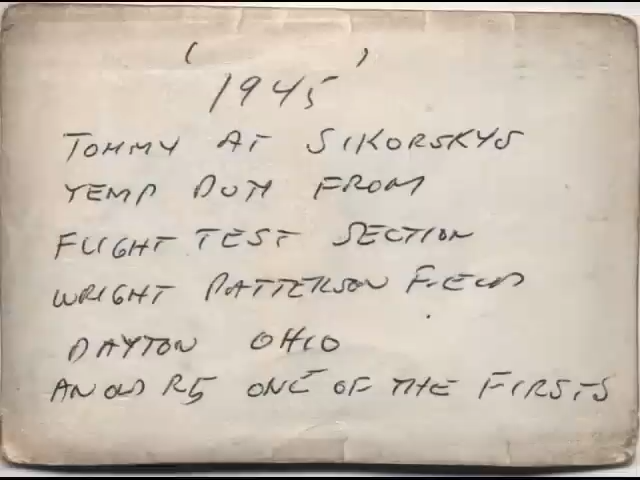 ( )
1945
TOMMY AT SIKORSKYS
TEMP DUTY FROM
FLIGHT TEST SECTION
WRIGHT PATTERSON FIELD
DAYTON OHIO
AN OLD R5 ONE OF THE FIRSTS